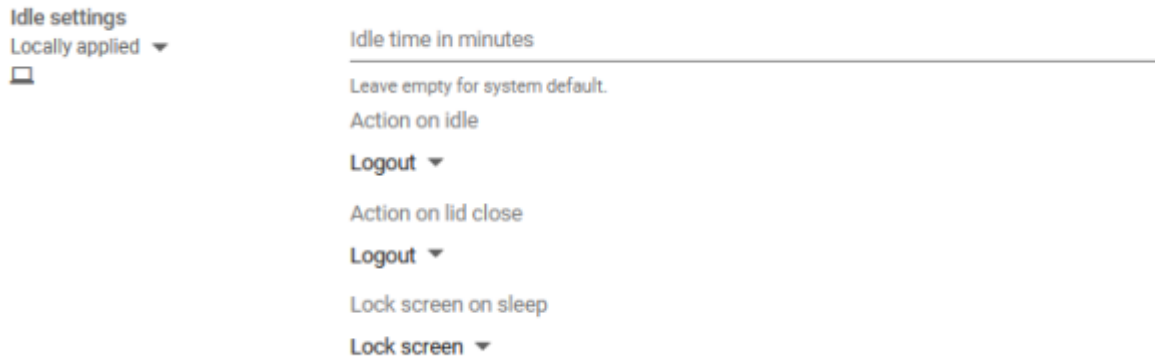 Idle settings
Locally applied
Idle time in minutes
Leave empty for system default.
Action on idle
Logout
Action on lid close
Logout
Lock screen on sleep
Lock screen